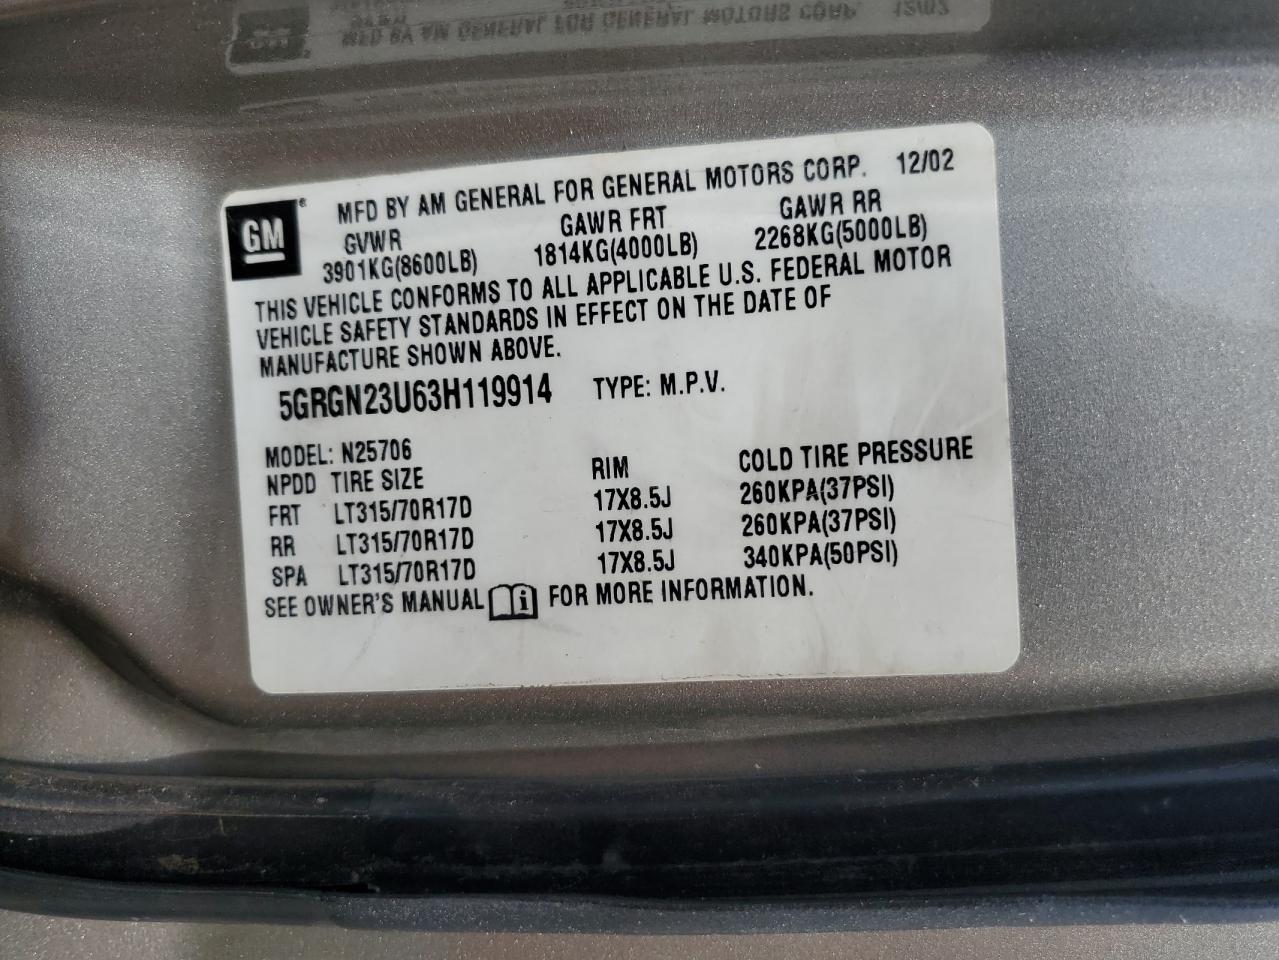 MFD BY AM GENERAL FOR GENERAL MOTORS CORP. 12/02
GM®
GVWR GAWR FRT GAWR RR
3901KG(8600LB) 1814KG(4000LB) 2268KG(5000LB)
THIS VEHICLE CONFORMS TO ALL APPLICABLE U.S. FEDERAL MOTOR
VEHICLE SAFETY STANDARDS IN EFFECT ON THE DATE OF
MANUFACTURE SHOWN ABOVE.
5GRGN23U63H119914 TYPE: M.P.V.
MODEL: N25706
NPDD TIRE SIZE RIM COLD TIRE PRESSURE
FRT LT315/70R17D 17X8.5J 260KPA(37PSI)
RR LT315/70R17D 17X8.5J 260KPA(37PSI)
SPA LT315/70R17D 17X8.5J 340KPA(50PSI)
SEE OWNER'S MANUAL i FOR MORE INFORMATION.